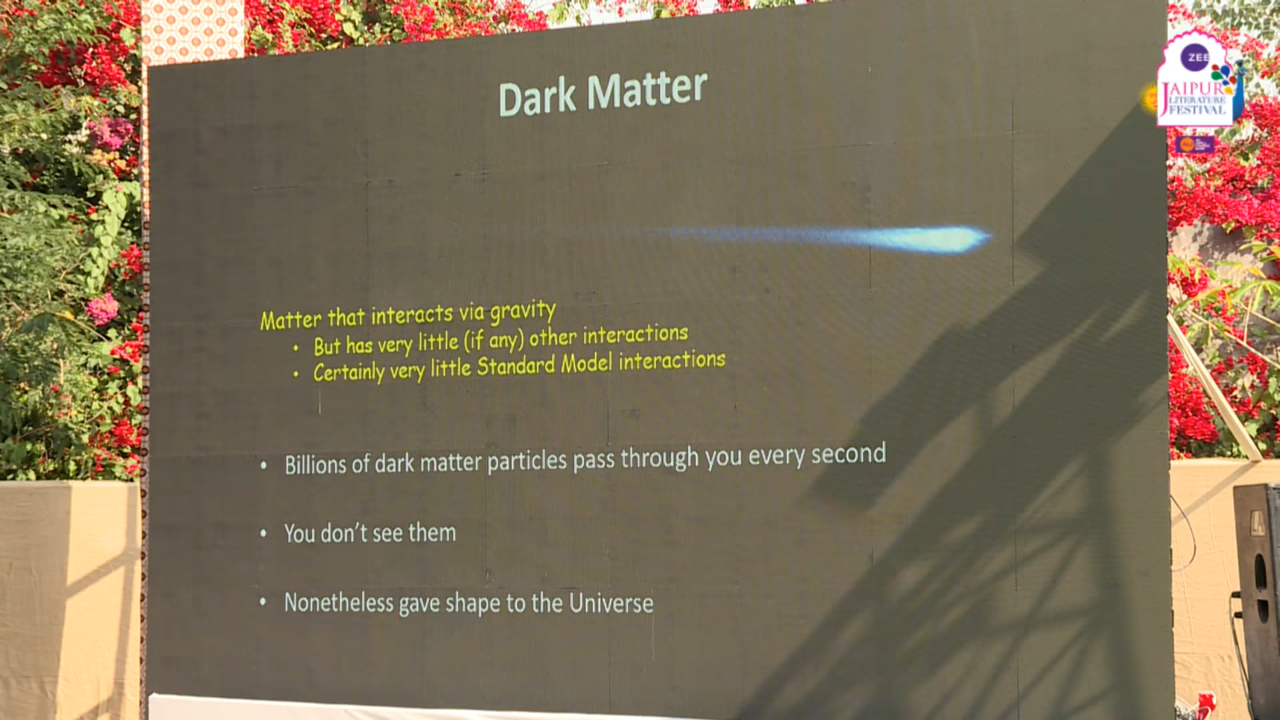 Dark Matter
ZEE
JAIPUR
LITERATURE
FESTIVAL
Matter that interacts via gravity
• But has very little (if any) other interactions
• Certainly very little Standard Model interactions
• Billions of dark matter particles pass through you every second
• You don't see them
• Nonetheless gave shape to the Universe